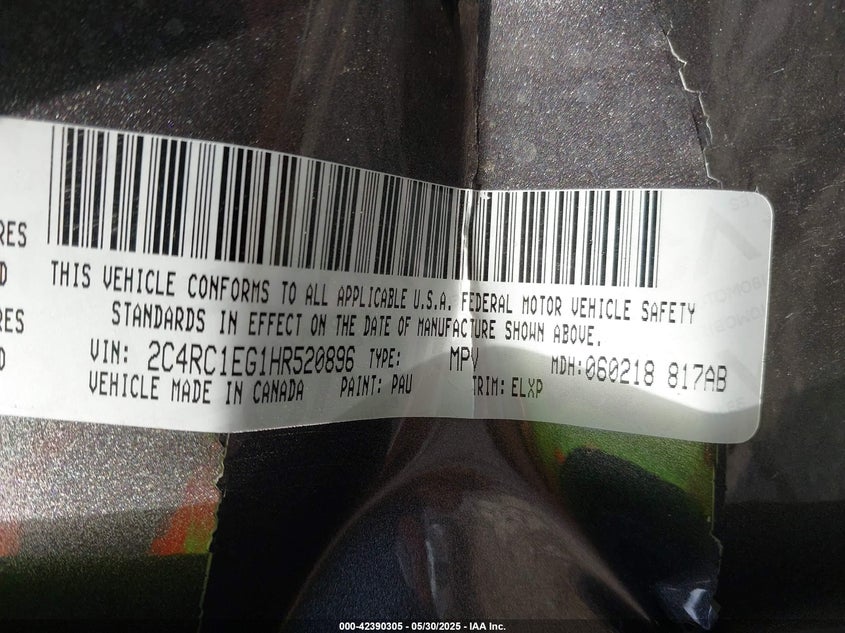 RES
D
RES
D
THIS VEHICLE CONFORMS TO ALL APPLICABLE U.S.A. FEDERAL MOTOR VEHICLE SAFETY
STANDARDS IN EFFECT ON THE DATE OF MANUFACTURE SHOWN ABOVE.
VIN: 2C4RC1EG1HR520896 TYPE: MPV MDH:060218 817AB
VEHICLE MADE IN CANADA PAINT: PAU TRIM: ELXP
000-42390305 - 05/30/2025 - IAA Inc.